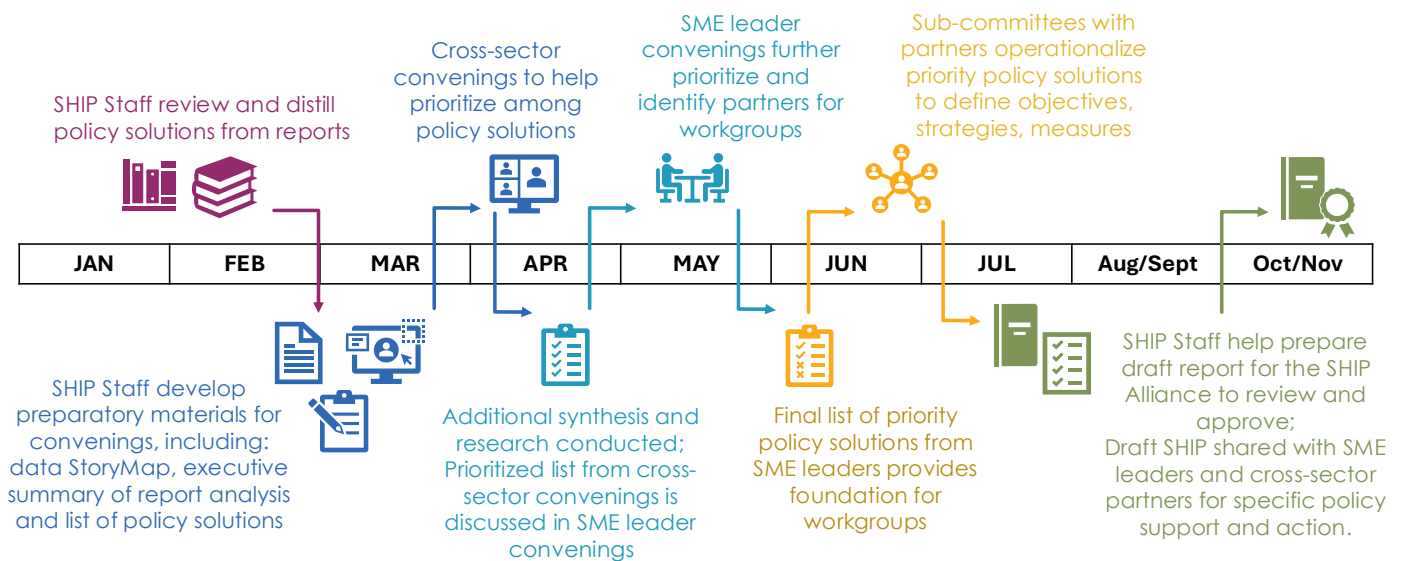 SHIP Staff review and distill
policy solutions from reports
Cross-sector
convenings to help
prioritize among
policy solutions
SME leader
convenings further
prioritize and
identify partners for
workgroups
Sub-committees with
partners operationalize
priority policy solutions
to define objectives,
strategies, measures
JAN
FEB
MAR
APR
MAY
JUN
JUL
Aug/Sept
Oct/Nov
SHIP Staff develop
preparatory materials for
convenings, including:
data StoryMap, executive
summary of report analysis
and list of policy solutions
Additional synthesis and
research conducted;
Prioritized list from cross-
sector convenings is
discussed in SME leader
convenings
Final list of priority
policy solutions from
SME leaders provides
foundation for
workgroups
SHIP Staff help prepare
draft report for the SHIP
Alliance to review and
approve;
Draft SHIP shared with SME
leaders and cross-sector
partners for specific policy
support and action.